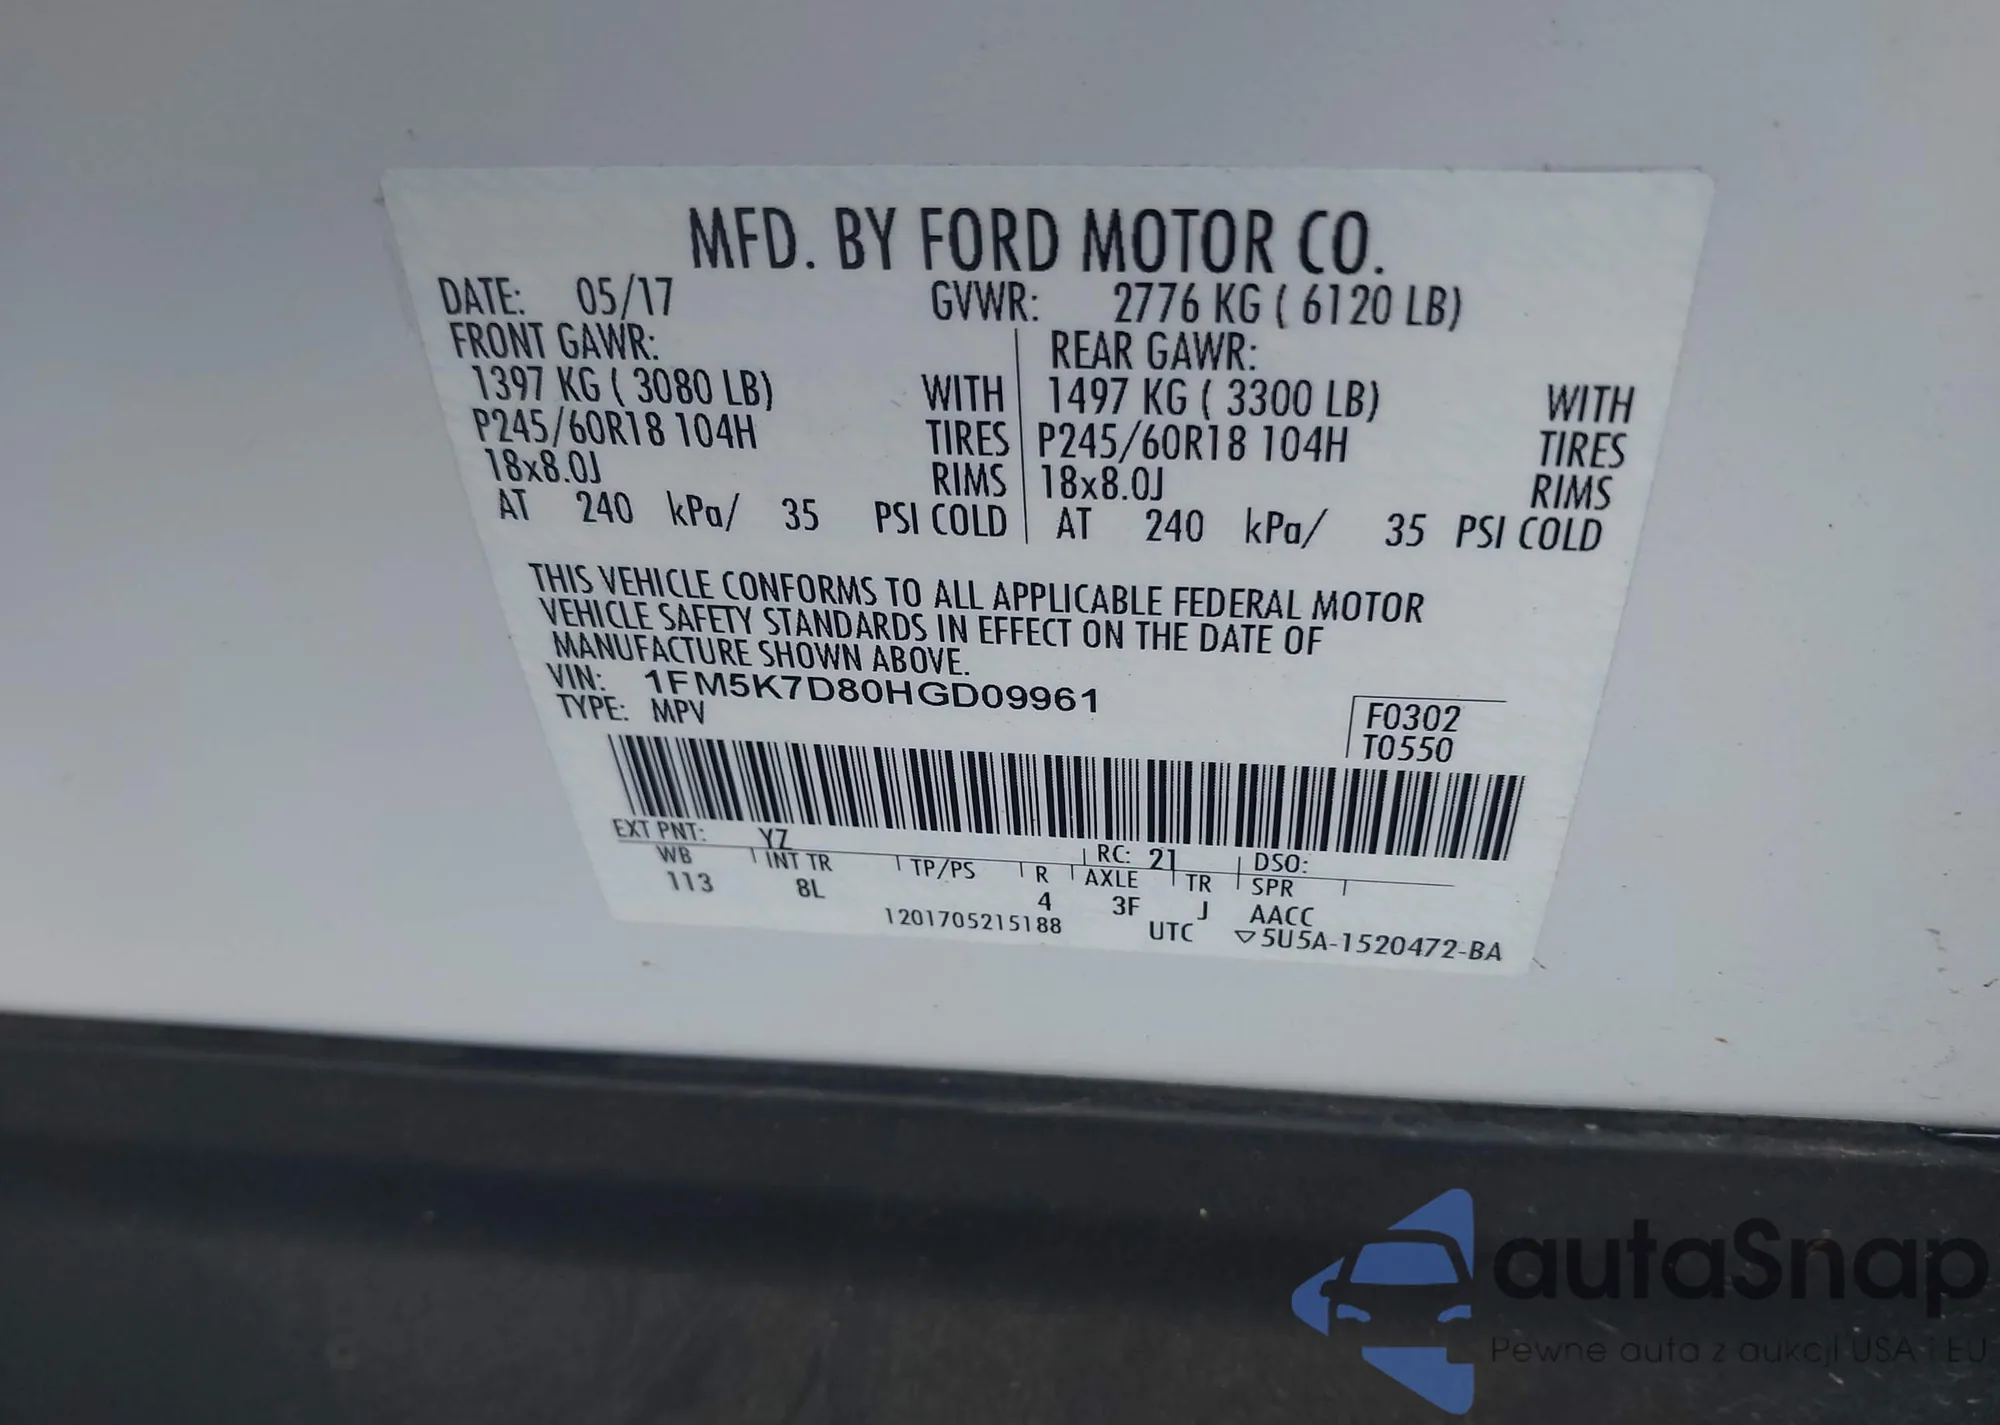 MFD. BY FORD MOTOR CO.
DATE: 05/17 GVWR: 2776 KG ( 6120 LB)
FRONT GAWR: REAR GAWR:
1397 KG ( 3080 LB) WITH 1497 KG ( 3300 LB) WITH
P245/60R18 104H TIRES P245/60R18 104H TIRES
18x8.0J RIMS 18x8.0J RIMS
AT 240 kPa/ 35 PSI COLD AT 240 kPa/ 35 PSI COLD
THIS VEHICLE CONFORMS TO ALL APPLICABLE FEDERAL MOTOR
VEHICLE SAFETY STANDARDS IN EFFECT ON THE DATE OF
MANUFACTURE SHOWN ABOVE.
VIN: 1FM5K7D80HGD09961
TYPE: MPV
F0302
T0550
EXT PNT: YZ RC: 21 DSO:
WB INT TR TP/PS R AXLE TR SPR
113 8L 4 3F J AACC
1201705215188 UTC ▽5U5A-1520472-BA
autaSnap
Pewne auta z aukcji USA i EU